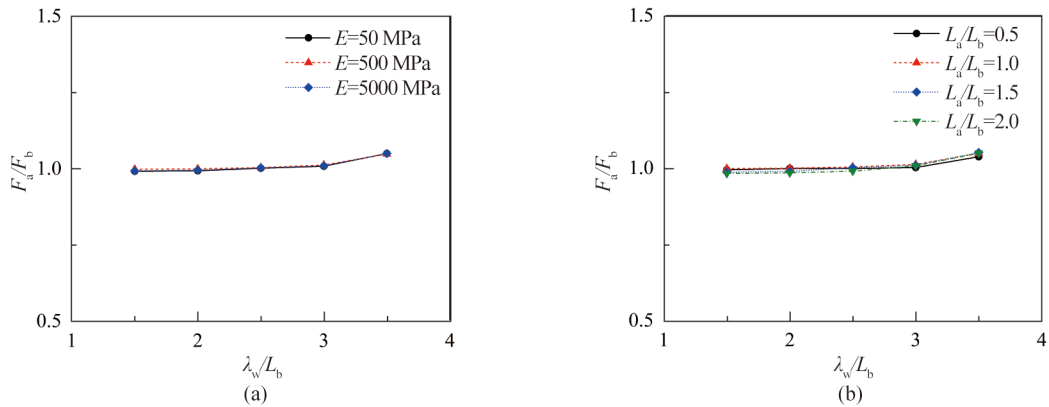 1.5
1.0
0.5
Fa/Fb
E=50 MPa
E=500 MPa
E=5000 MPa
1 2 3 4
λw/Lb
(a)
1.5
1.0
0.5
Fa/Fb
La/Lb=0.5
La/Lb=1.0
La/Lb=1.5
La/Lb=2.0
1 2 3 4
λw/Lb
(b)